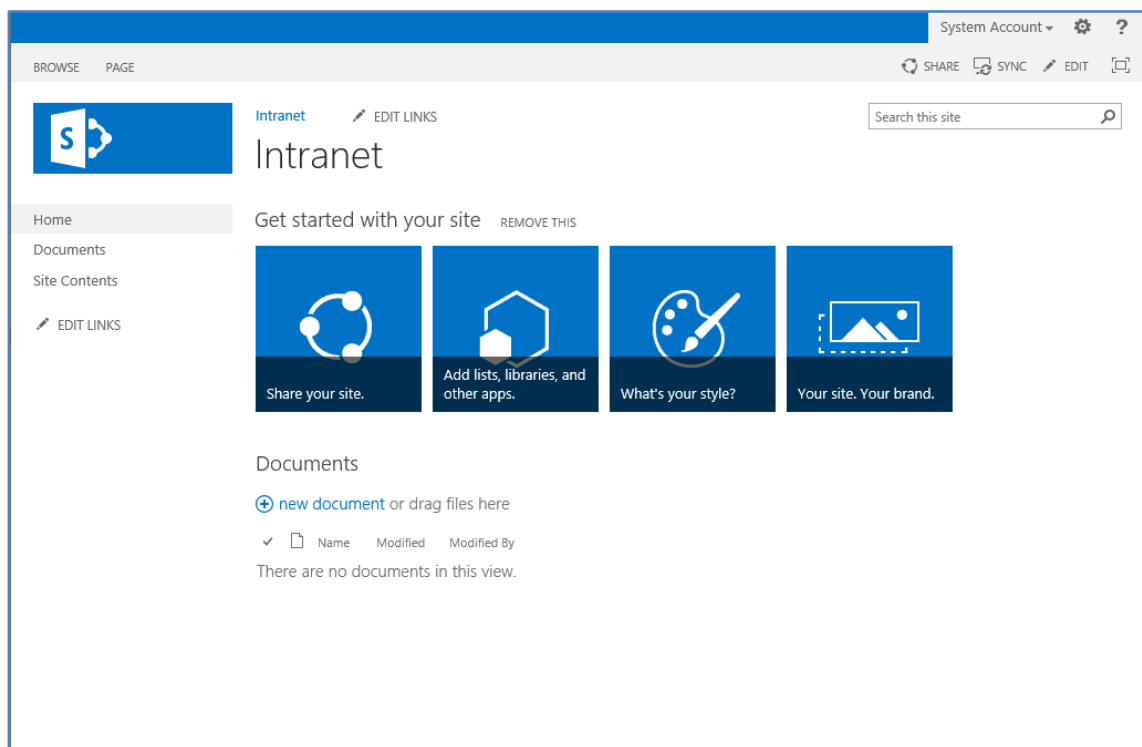 System Account ?
BROWSE PAGE SHARE SYNC EDIT
S
Intranet EDIT LINKS Search this site
Intranet
Home
Documents
Site Contents
EDIT LINKS
Get started with your site REMOVE THIS
Share your site.
Add lists, libraries, and
other apps.
What's your style?
Your site. Your brand.
Documents
new document or drag files here
Name Modified Modified By
There are no documents in this view.